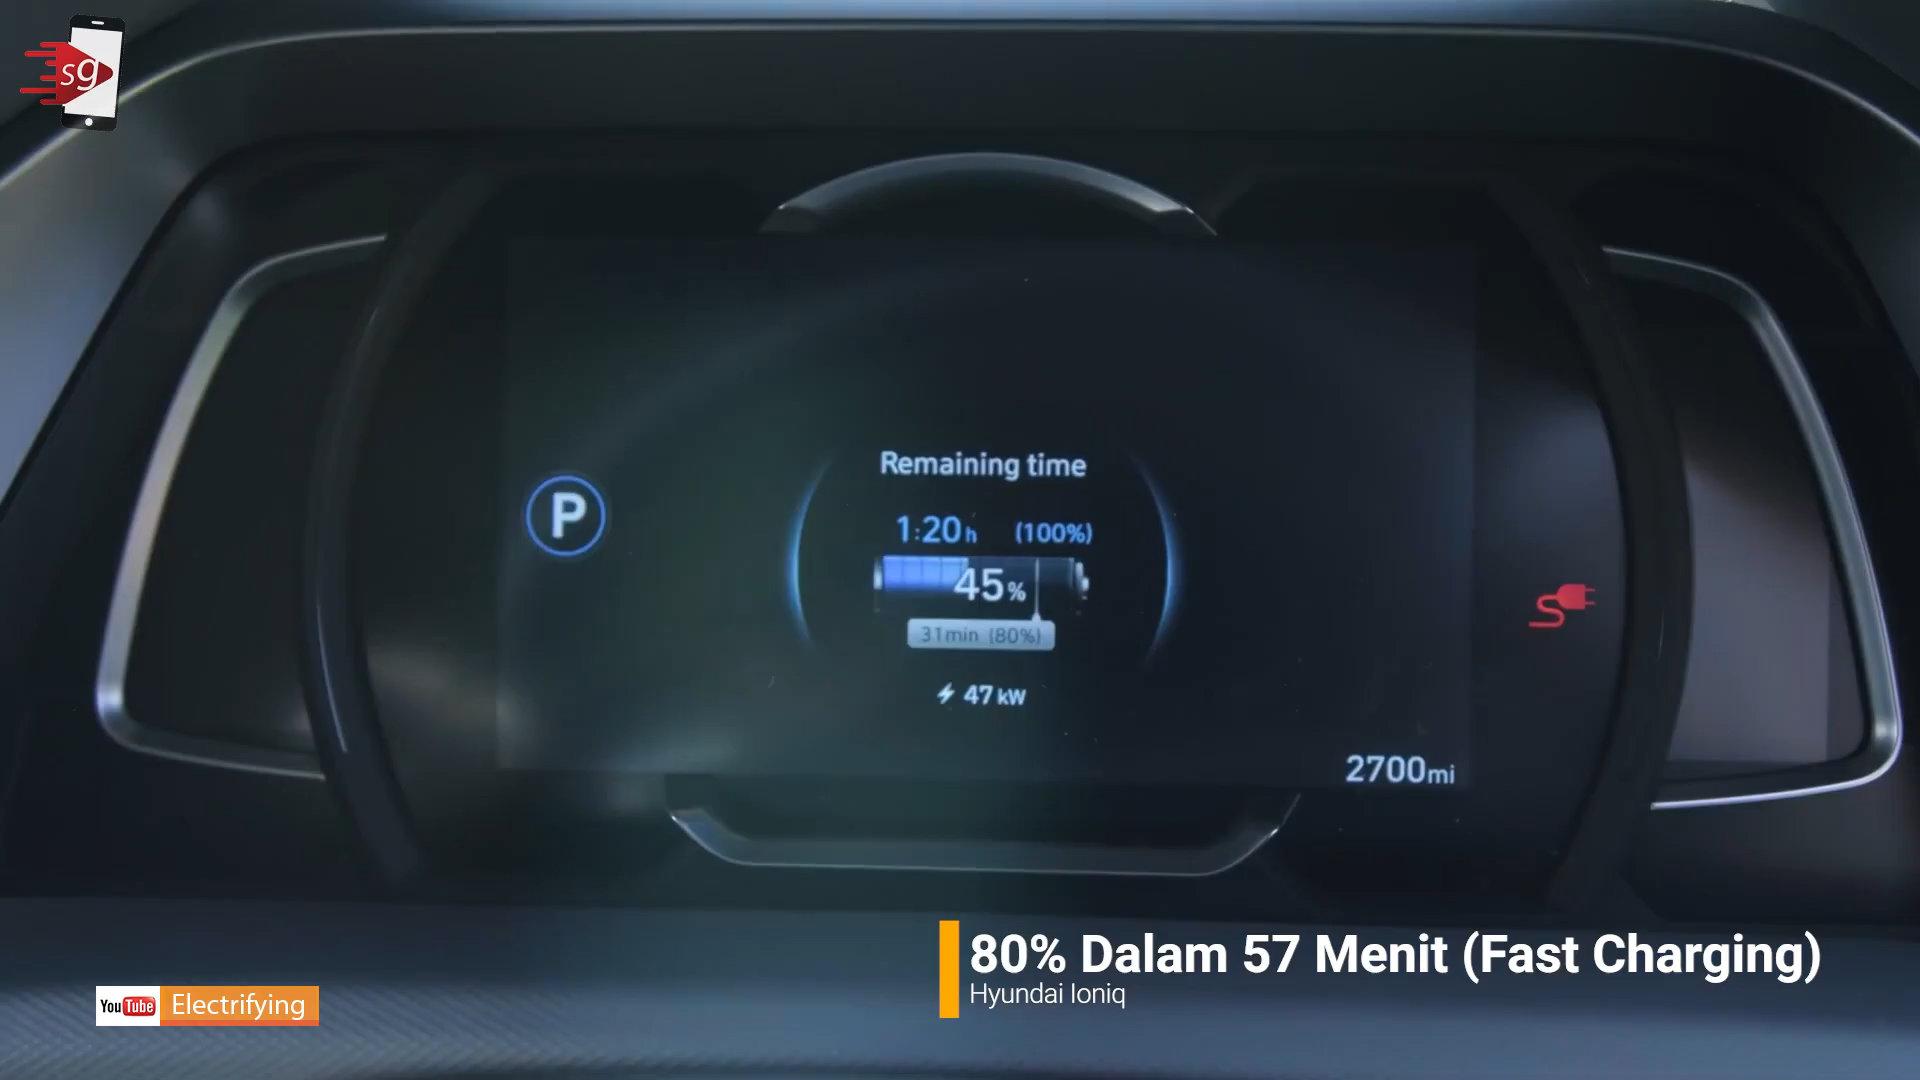 sg
Remaining time
1:20 h (100%)
P
45%
31min (80%)
47 kW
2700mi
80% Dalam 57 Menit (Fast Charging)
Hyundai Ioniq
YouTube Electrifying